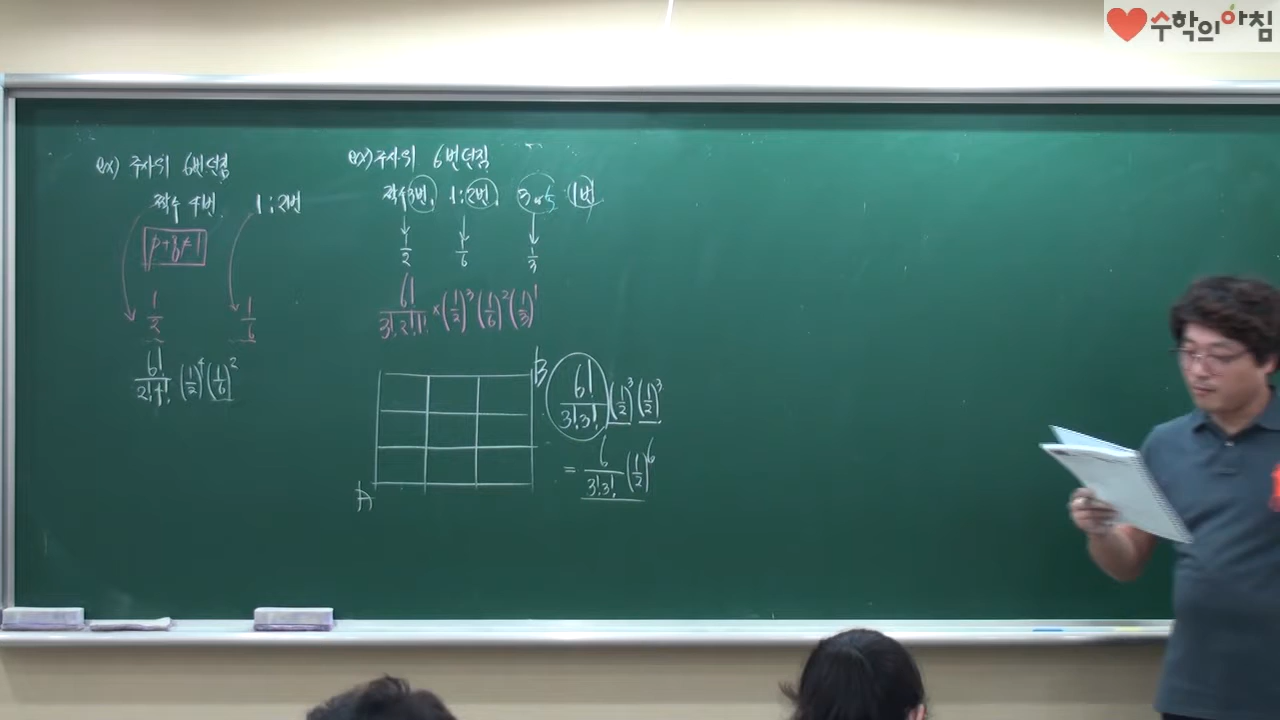 수학의아침
ex) 주사위 6번던짐
짝수 4번 1 : 2번
p+q≠1
1/2 1/6
6!/2!4! (1/2)^4 (1/6)^2
ex) 주사위 6번던짐
짝수3번, 1 : 2번, 3 or 5 1번
1/2 1/6 1/3
6!/3!2!1! × (1/2)^3 (1/6)^2 (1/3)^1
A
B
6!/3!3! (1/2)^3 (1/2)^3
= 6/3!3! (1/2)^6